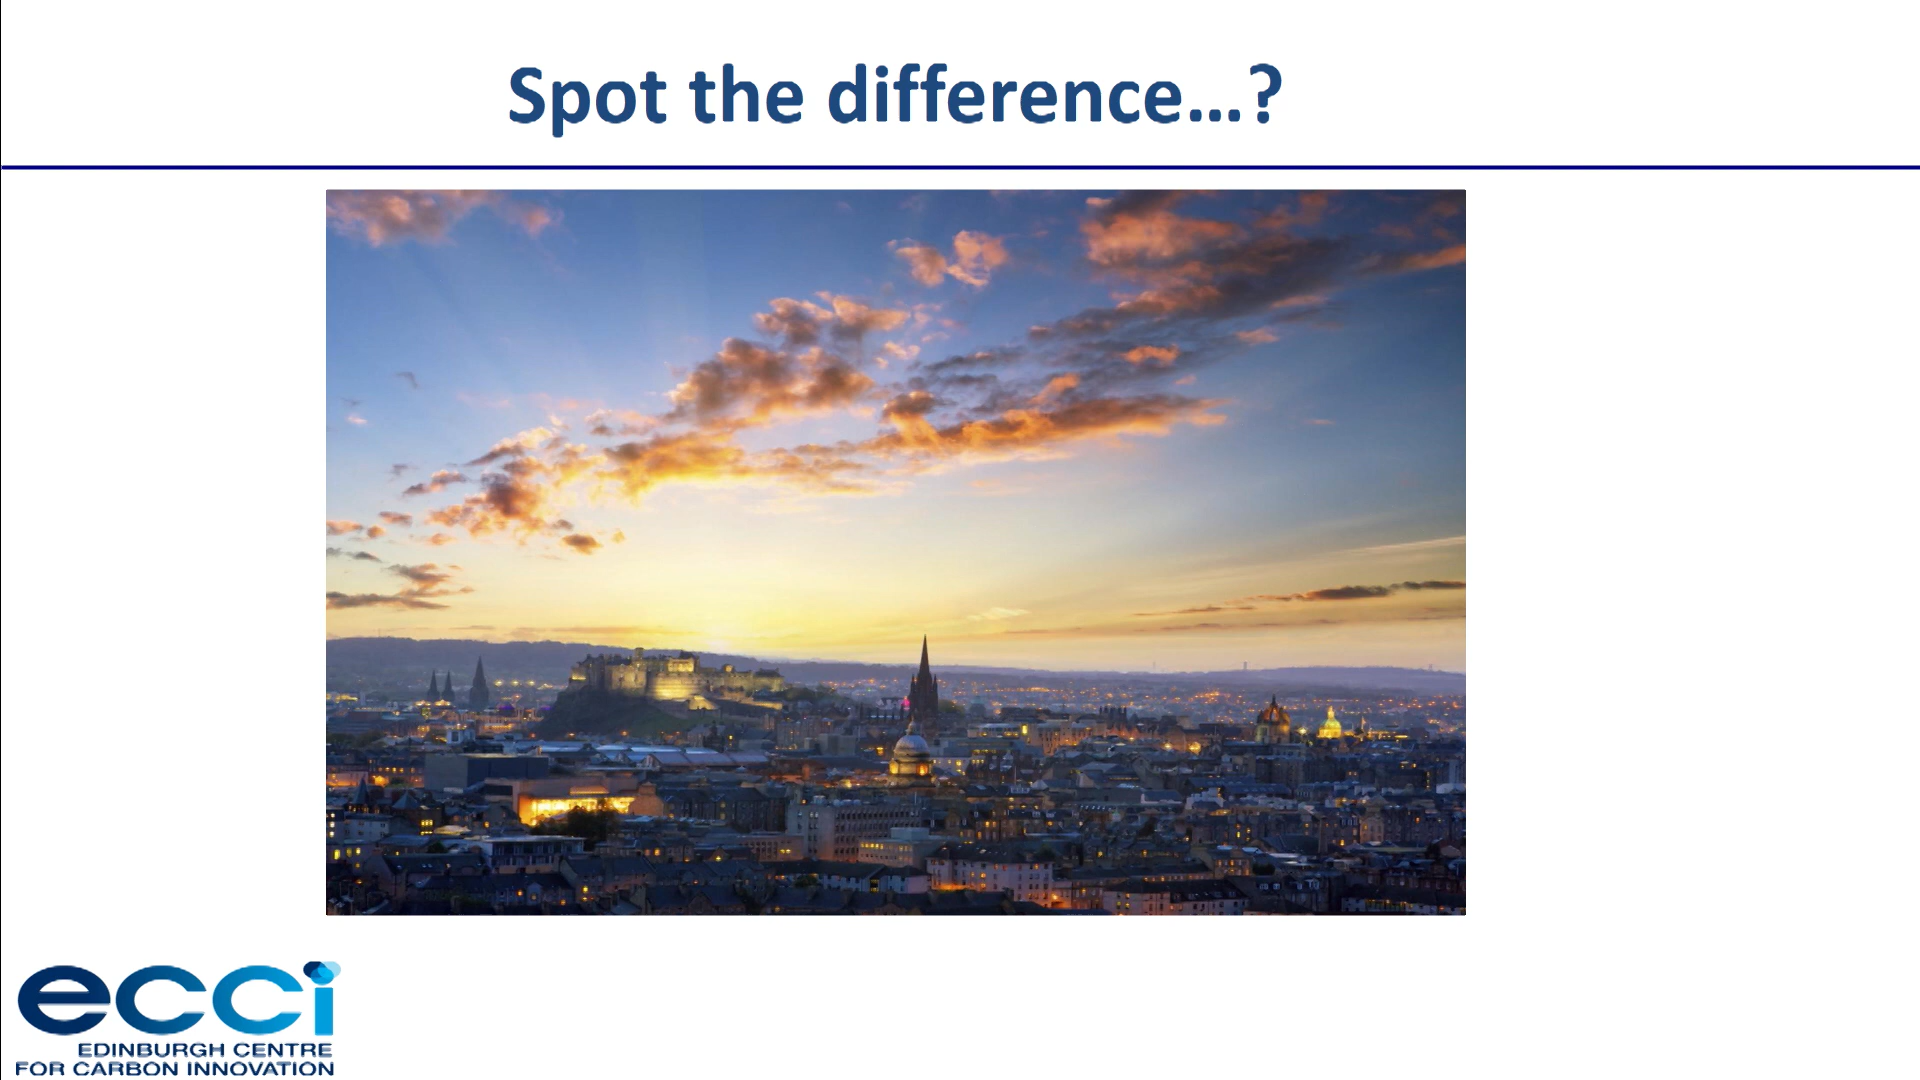 Spot the difference...?
ecci
EDINBURGH CENTRE
FOR CARBON INNOVATION